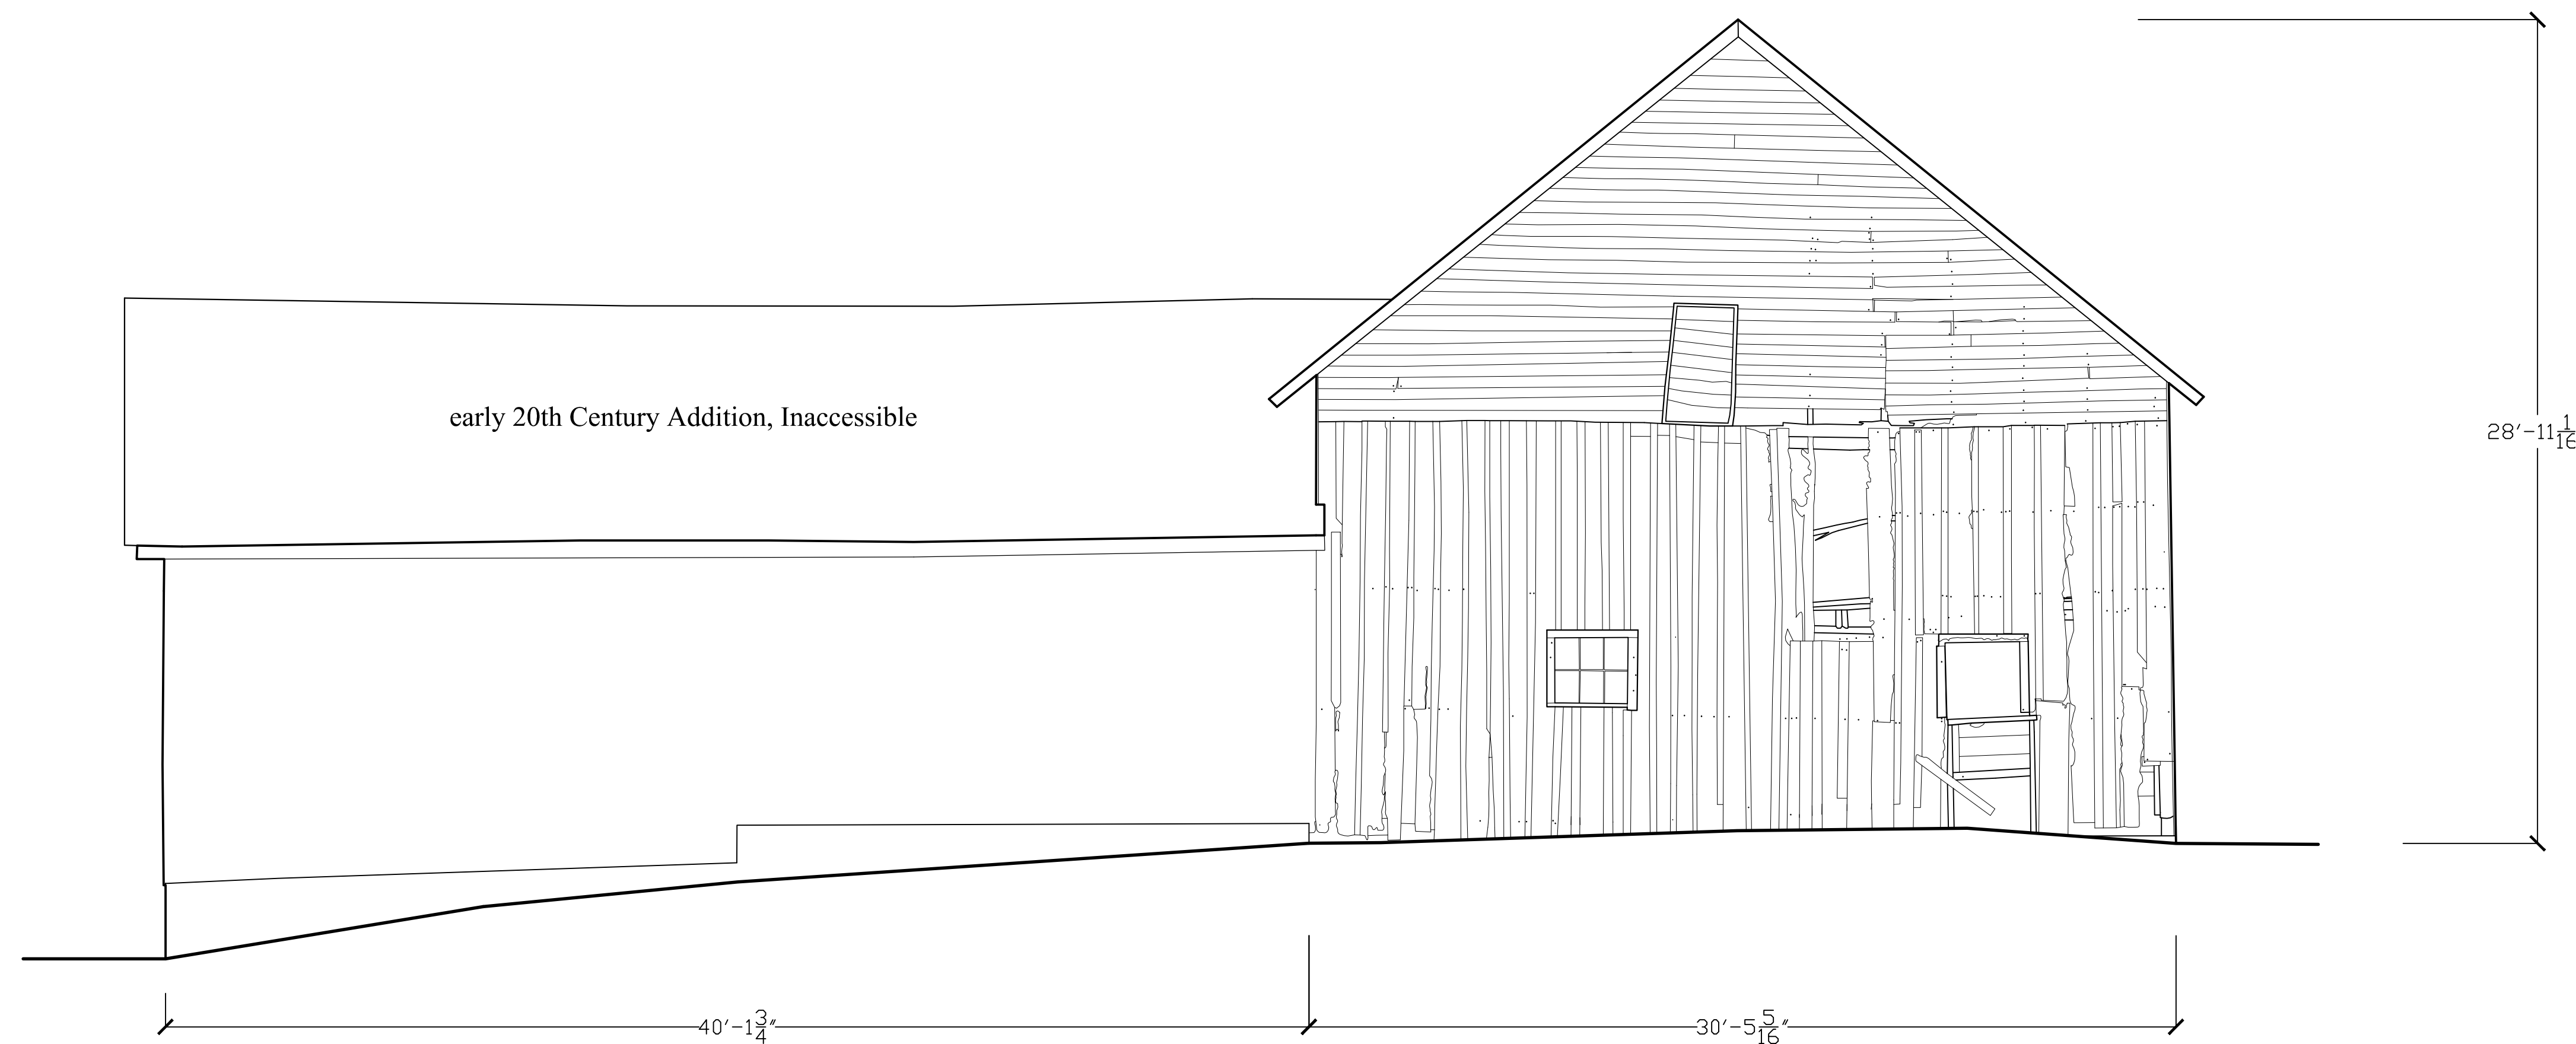 early 20th Century Addition, Inaccessible
28'-11 1/16
40'-1 3/4"
30'-5 5/16"